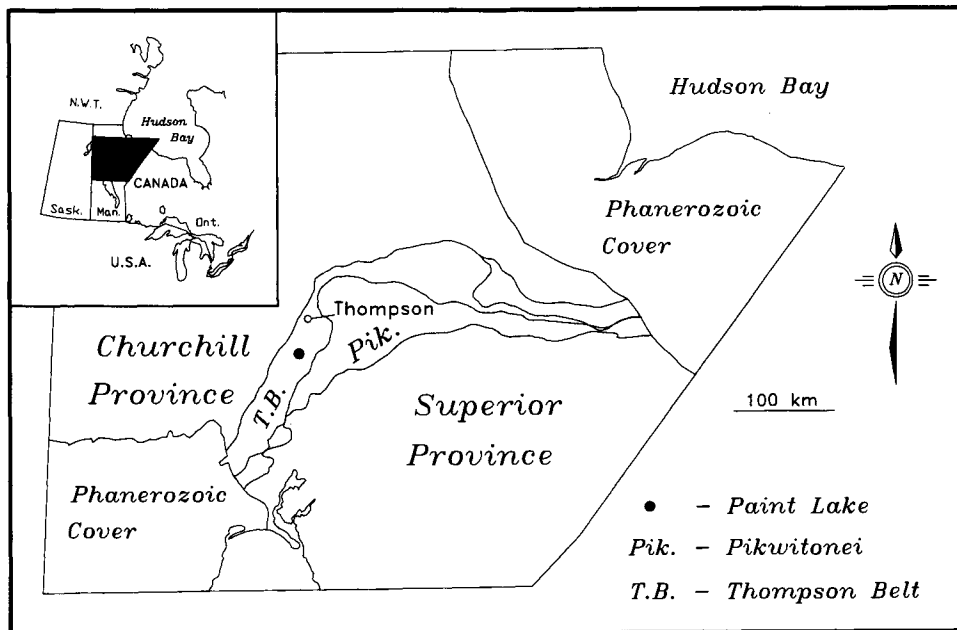 N.W.T.
Hudson
Bay
CANADA
Sask.
Man.
Ont.
U.S.A.
Hudson Bay
Phanerozoic
Cover
N
Thompson
Pik.
Churchill
Province
T.B.
Superior
Province
100 km
Phanerozoic
Cover
● – Paint Lake
Pik. – Pikwitonei
T.B. – Thompson Belt